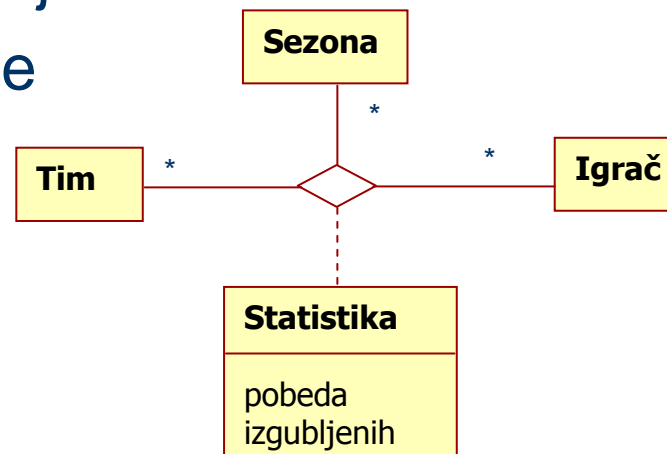 e
Sezona
*
Tim
*
*
Igrač
Statistika
pobeda
izgubljenih